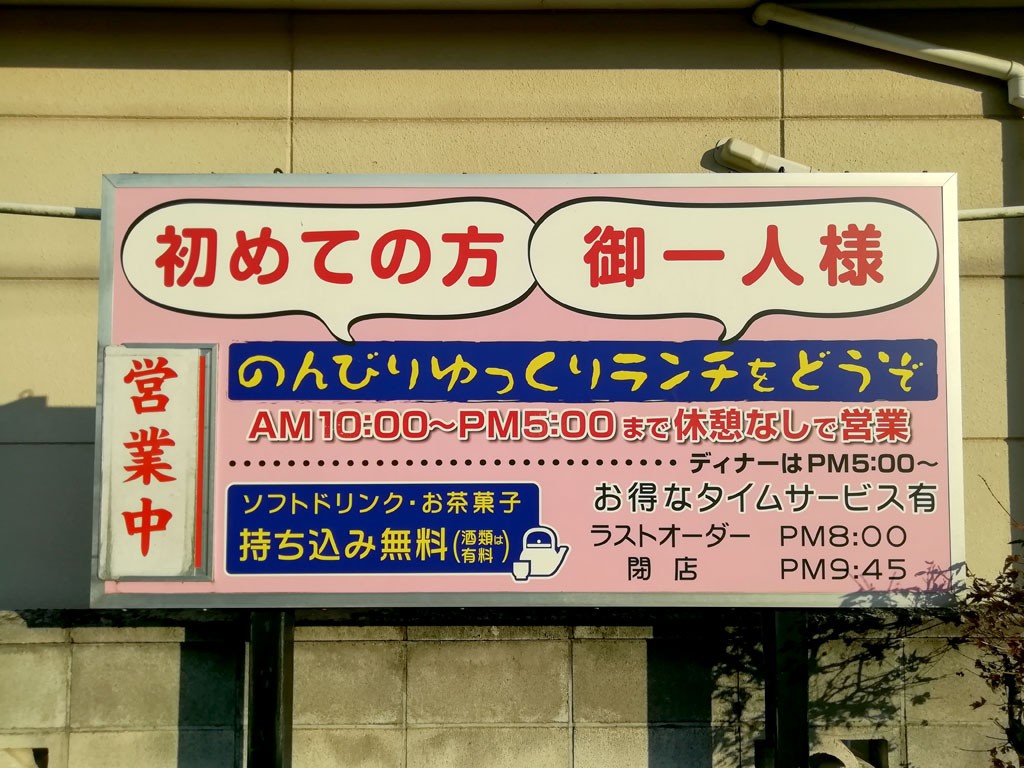 初めての方
御一人様
のんびりゆっくりランチをどうぞ
AM10:00～PM5:00まで休憩なしで営業
営業中
ディナーはPM5:00～
お得なタイムサービス有
ラストオーダー PM8:00
閉店 PM9:45
ソフトドリンク・お茶菓子
持ち込み無料(酒類は有料)